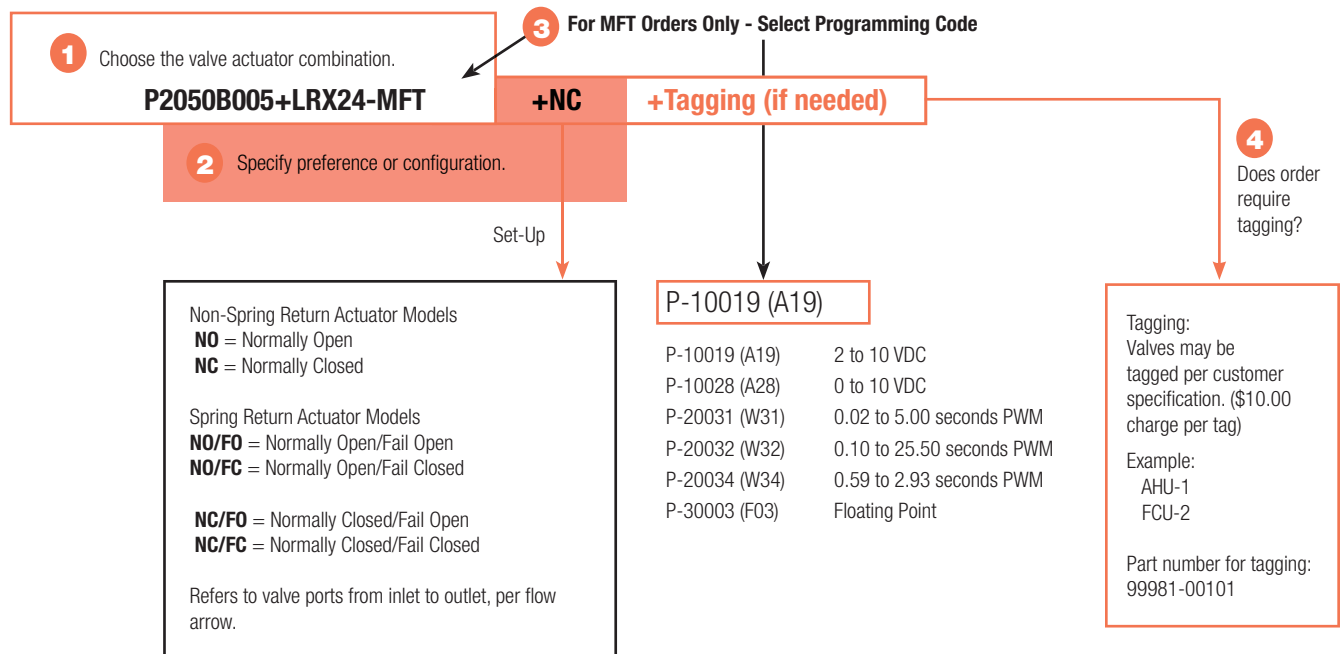 1 Choose the valve actuator combination.
P2050B005+LRX24-MFT
+NC
+Tagging (if needed)
2 Specify preference or configuration.
3 For MFT Orders Only - Select Programming Code
4
Does order
require
tagging?
Set-Up
Non-Spring Return Actuator Models
NO = Normally Open
NC = Normally Closed
Spring Return Actuator Models
NO/FO = Normally Open/Fail Open
NO/FC = Normally Open/Fail Closed
NC/FO = Normally Closed/Fail Open
NC/FC = Normally Closed/Fail Closed
Refers to valve ports from inlet to outlet, per flow
arrow.
P-10019 (A19)
P-10019 (A19) 2 to 10 VDC
P-10028 (A28) 0 to 10 VDC
P-20031 (W31) 0.02 to 5.00 seconds PWM
P-20032 (W32) 0.10 to 25.50 seconds PWM
P-20034 (W34) 0.59 to 2.93 seconds PWM
P-30003 (F03) Floating Point
Tagging:
Valves may be
tagged per customer
specification. ($10.00
charge per tag)
Example:
AHU-1
FCU-2
Part number for tagging:
99981-00101